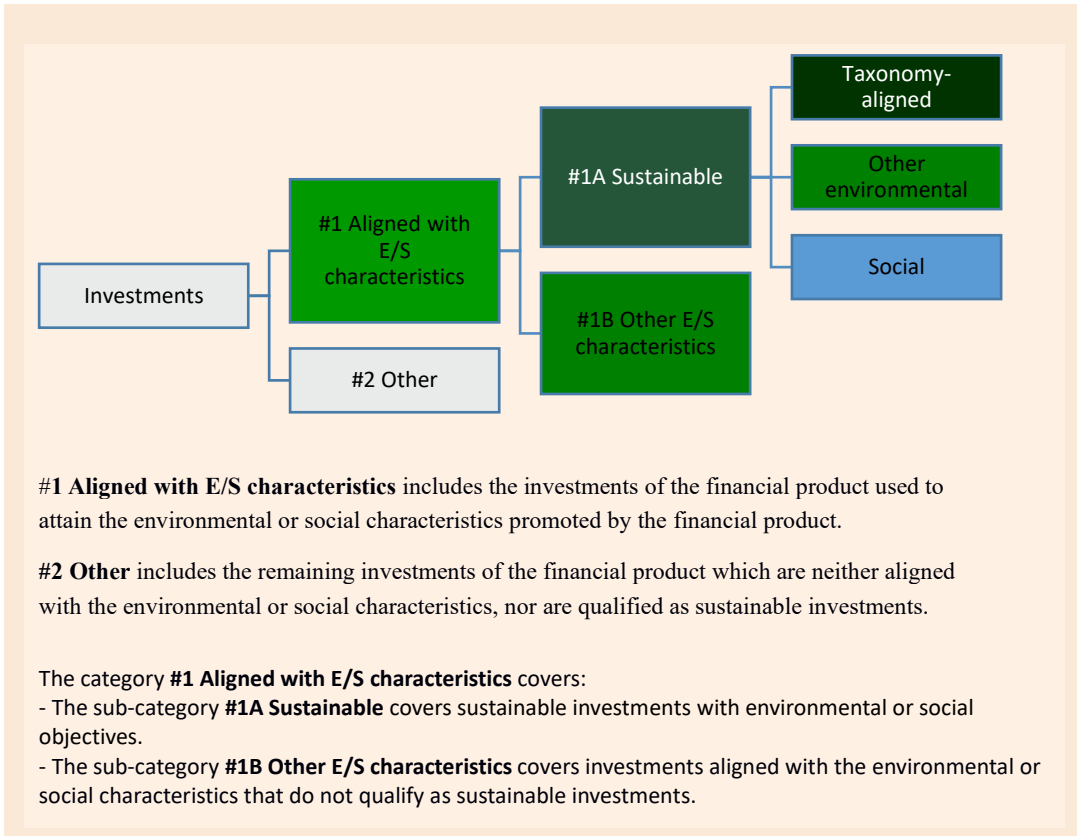 Taxonomy-
aligned
#1A Sustainable
Other
environmental
#1 Aligned with
E/S
characteristics
Social
Investments
#1B Other E/S
characteristics
#2 Other
#1 Aligned with E/S characteristics includes the investments of the financial product used to
attain the environmental or social characteristics promoted by the financial product.
#2 Other includes the remaining investments of the financial product which are neither aligned
with the environmental or social characteristics, nor are qualified as sustainable investments.
The category #1 Aligned with E/S characteristics covers:
- The sub-category #1A Sustainable covers sustainable investments with environmental or social
objectives.
- The sub-category #1B Other E/S characteristics covers investments aligned with the environmental or
social characteristics that do not qualify as sustainable investments.